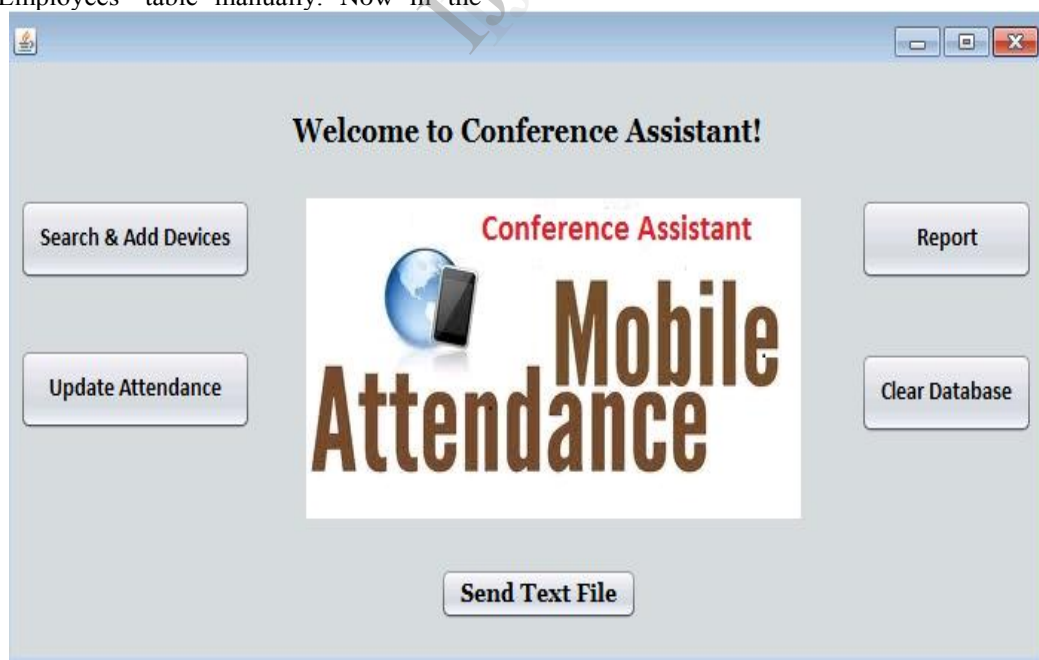 Employees' table manually. Now in the
Welcome to Conference Assistant!
Search & Add Devices
Conference Assistant
Report
Mobile
Attendance
Update Attendance
Clear Database
Send Text File